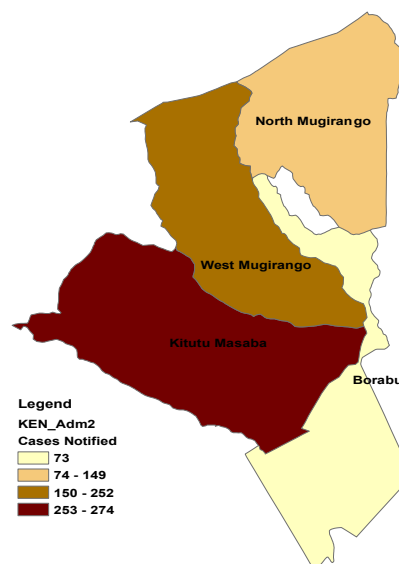 North Mugirango
West Mugirango
Kitutu Masaba
Borabu
Legend
KEN_Adm2
Cases Notified
73
74 - 149
150 - 252
253 - 274